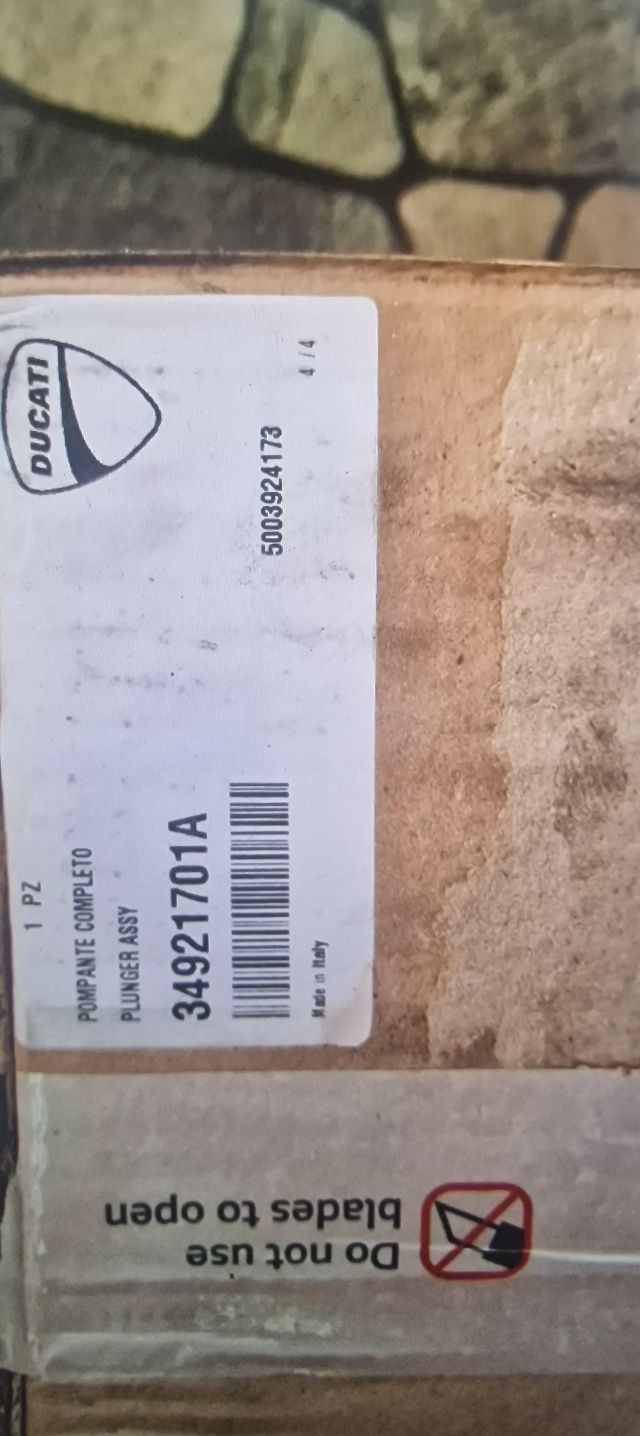 DUCATI
1 PZ
POMPANTE COMPLETO
PLUNGER ASSY
34921701A
5003924173
Made in Italy
4 / 4
Do not use
blades to open